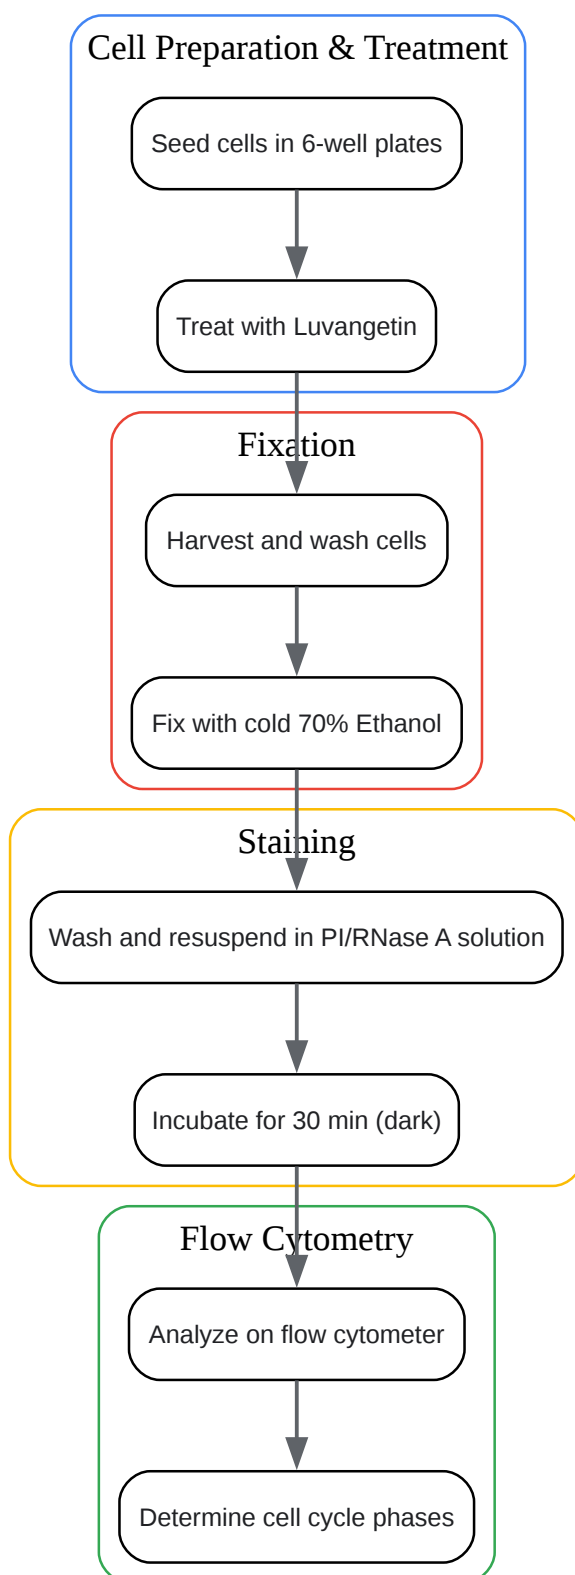 Cell Preparation & Treatment
Seed cells in 6-well plates
Treat with Luvangetin
Fixation
Harvest and wash cells
Fix with cold 70% Ethanol
Staining
Wash and resuspend in PI/RNase A solution
Incubate for 30 min (dark)
Flow Cytometry
Analyze on flow cytometer
Determine cell cycle phases